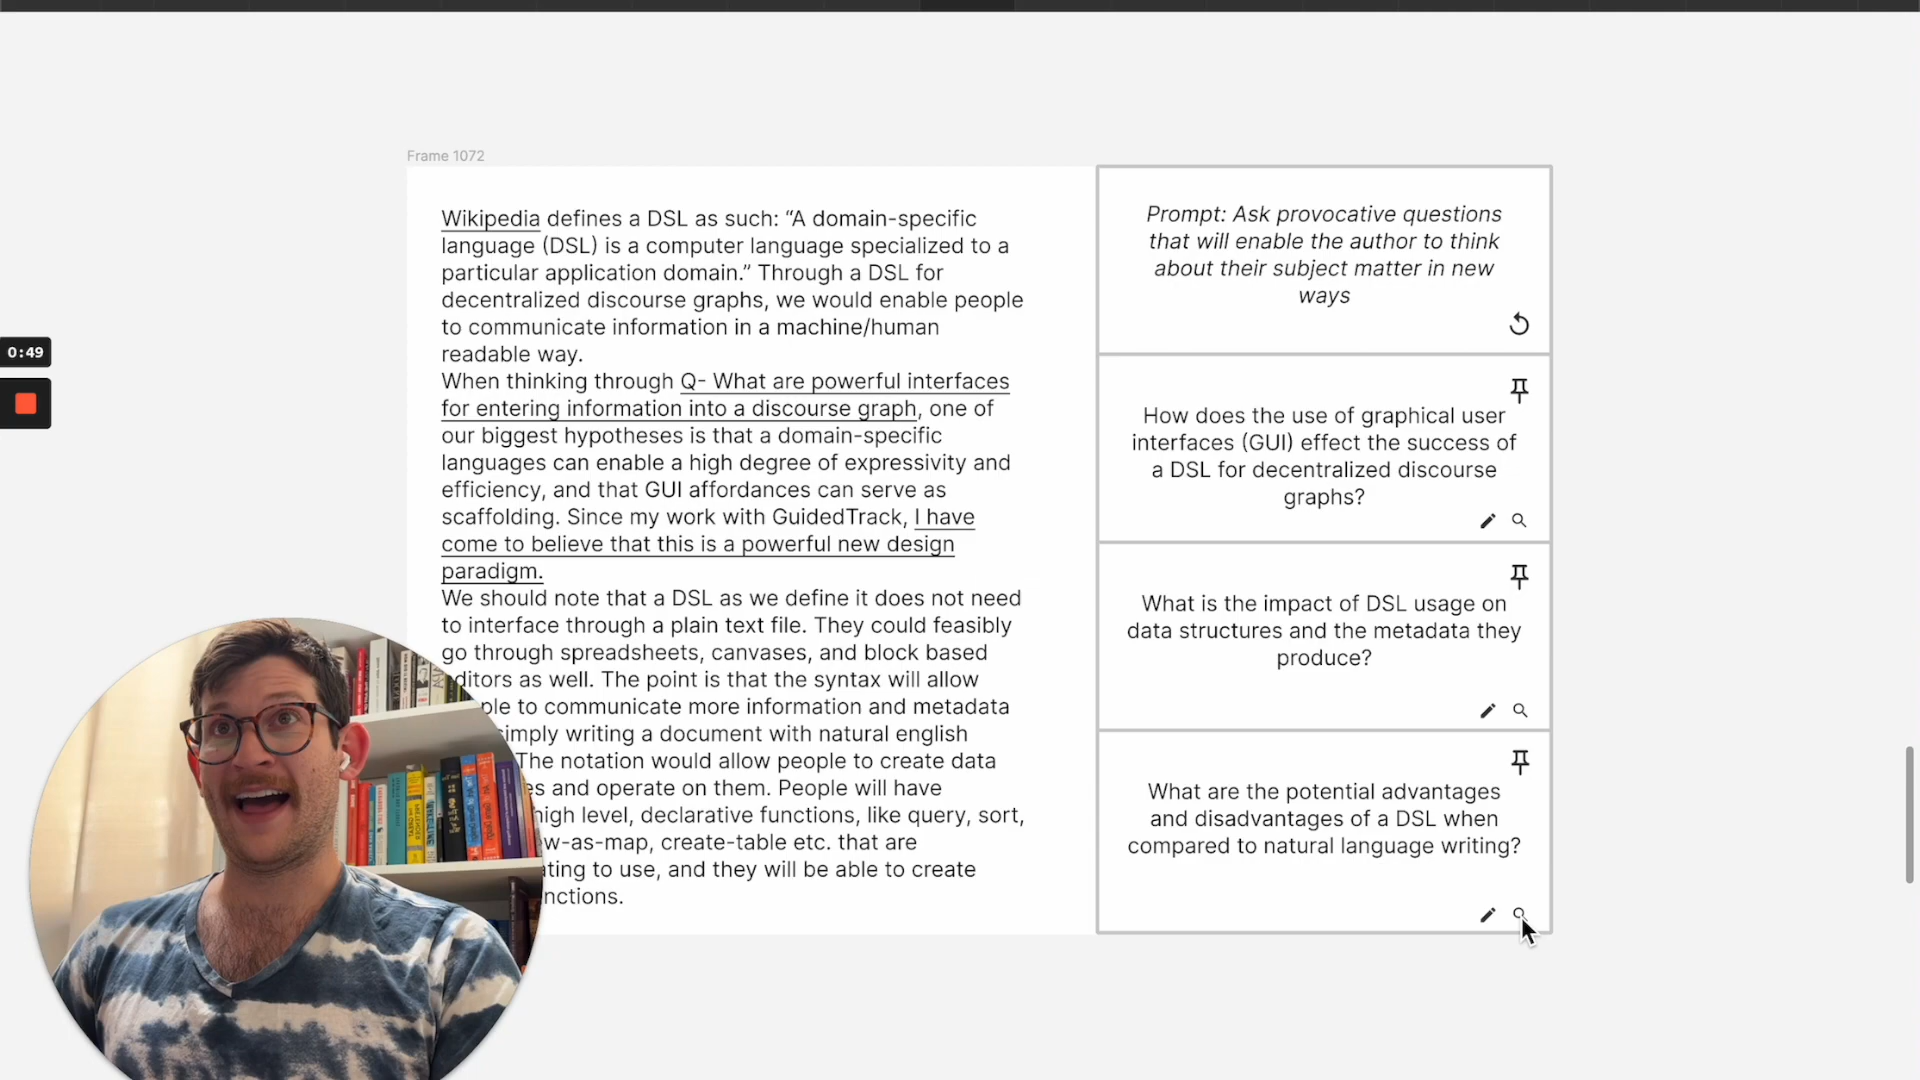 Frame 1072
Wikipedia defines a DSL as such: “A domain-specific
language (DSL) is a computer language specialized to a
particular application domain.” Through a DSL for
decentralized discourse graphs, we would enable people
to communicate information in a machine/human
readable way.
When thinking through Q- What are powerful interfaces
for entering information into a discourse graph, one of
our biggest hypotheses is that a domain-specific
languages can enable a high degree of expressivity and
efficiency, and that GUI affordances can serve as
scaffolding. Since my work with GuidedTrack, I have
come to believe that this is a powerful new design
paradigm.
We should note that a DSL as we define it does not need
to interface through a plain text file. They could feasibly
go through spreadsheets, canvases, and block based
ditors as well. The point is that the syntax will allow
ple to communicate more information and metadata
imply writing a document with natural english
The notation would allow people to create data
es and operate on them. People will have
high level, declarative functions, like query, sort,
ew-as-map, create-table etc. that are
ating to use, and they will be able to create
nctions.
Prompt: Ask provocative questions
that will enable the author to think
about their subject matter in new
ways
How does the use of graphical user
interfaces (GUI) effect the success of
a DSL for decentralized discourse
graphs?
What is the impact of DSL usage on
data structures and the metadata they
produce?
What are the potential advantages
and disadvantages of a DSL when
compared to natural language writing?
0:49